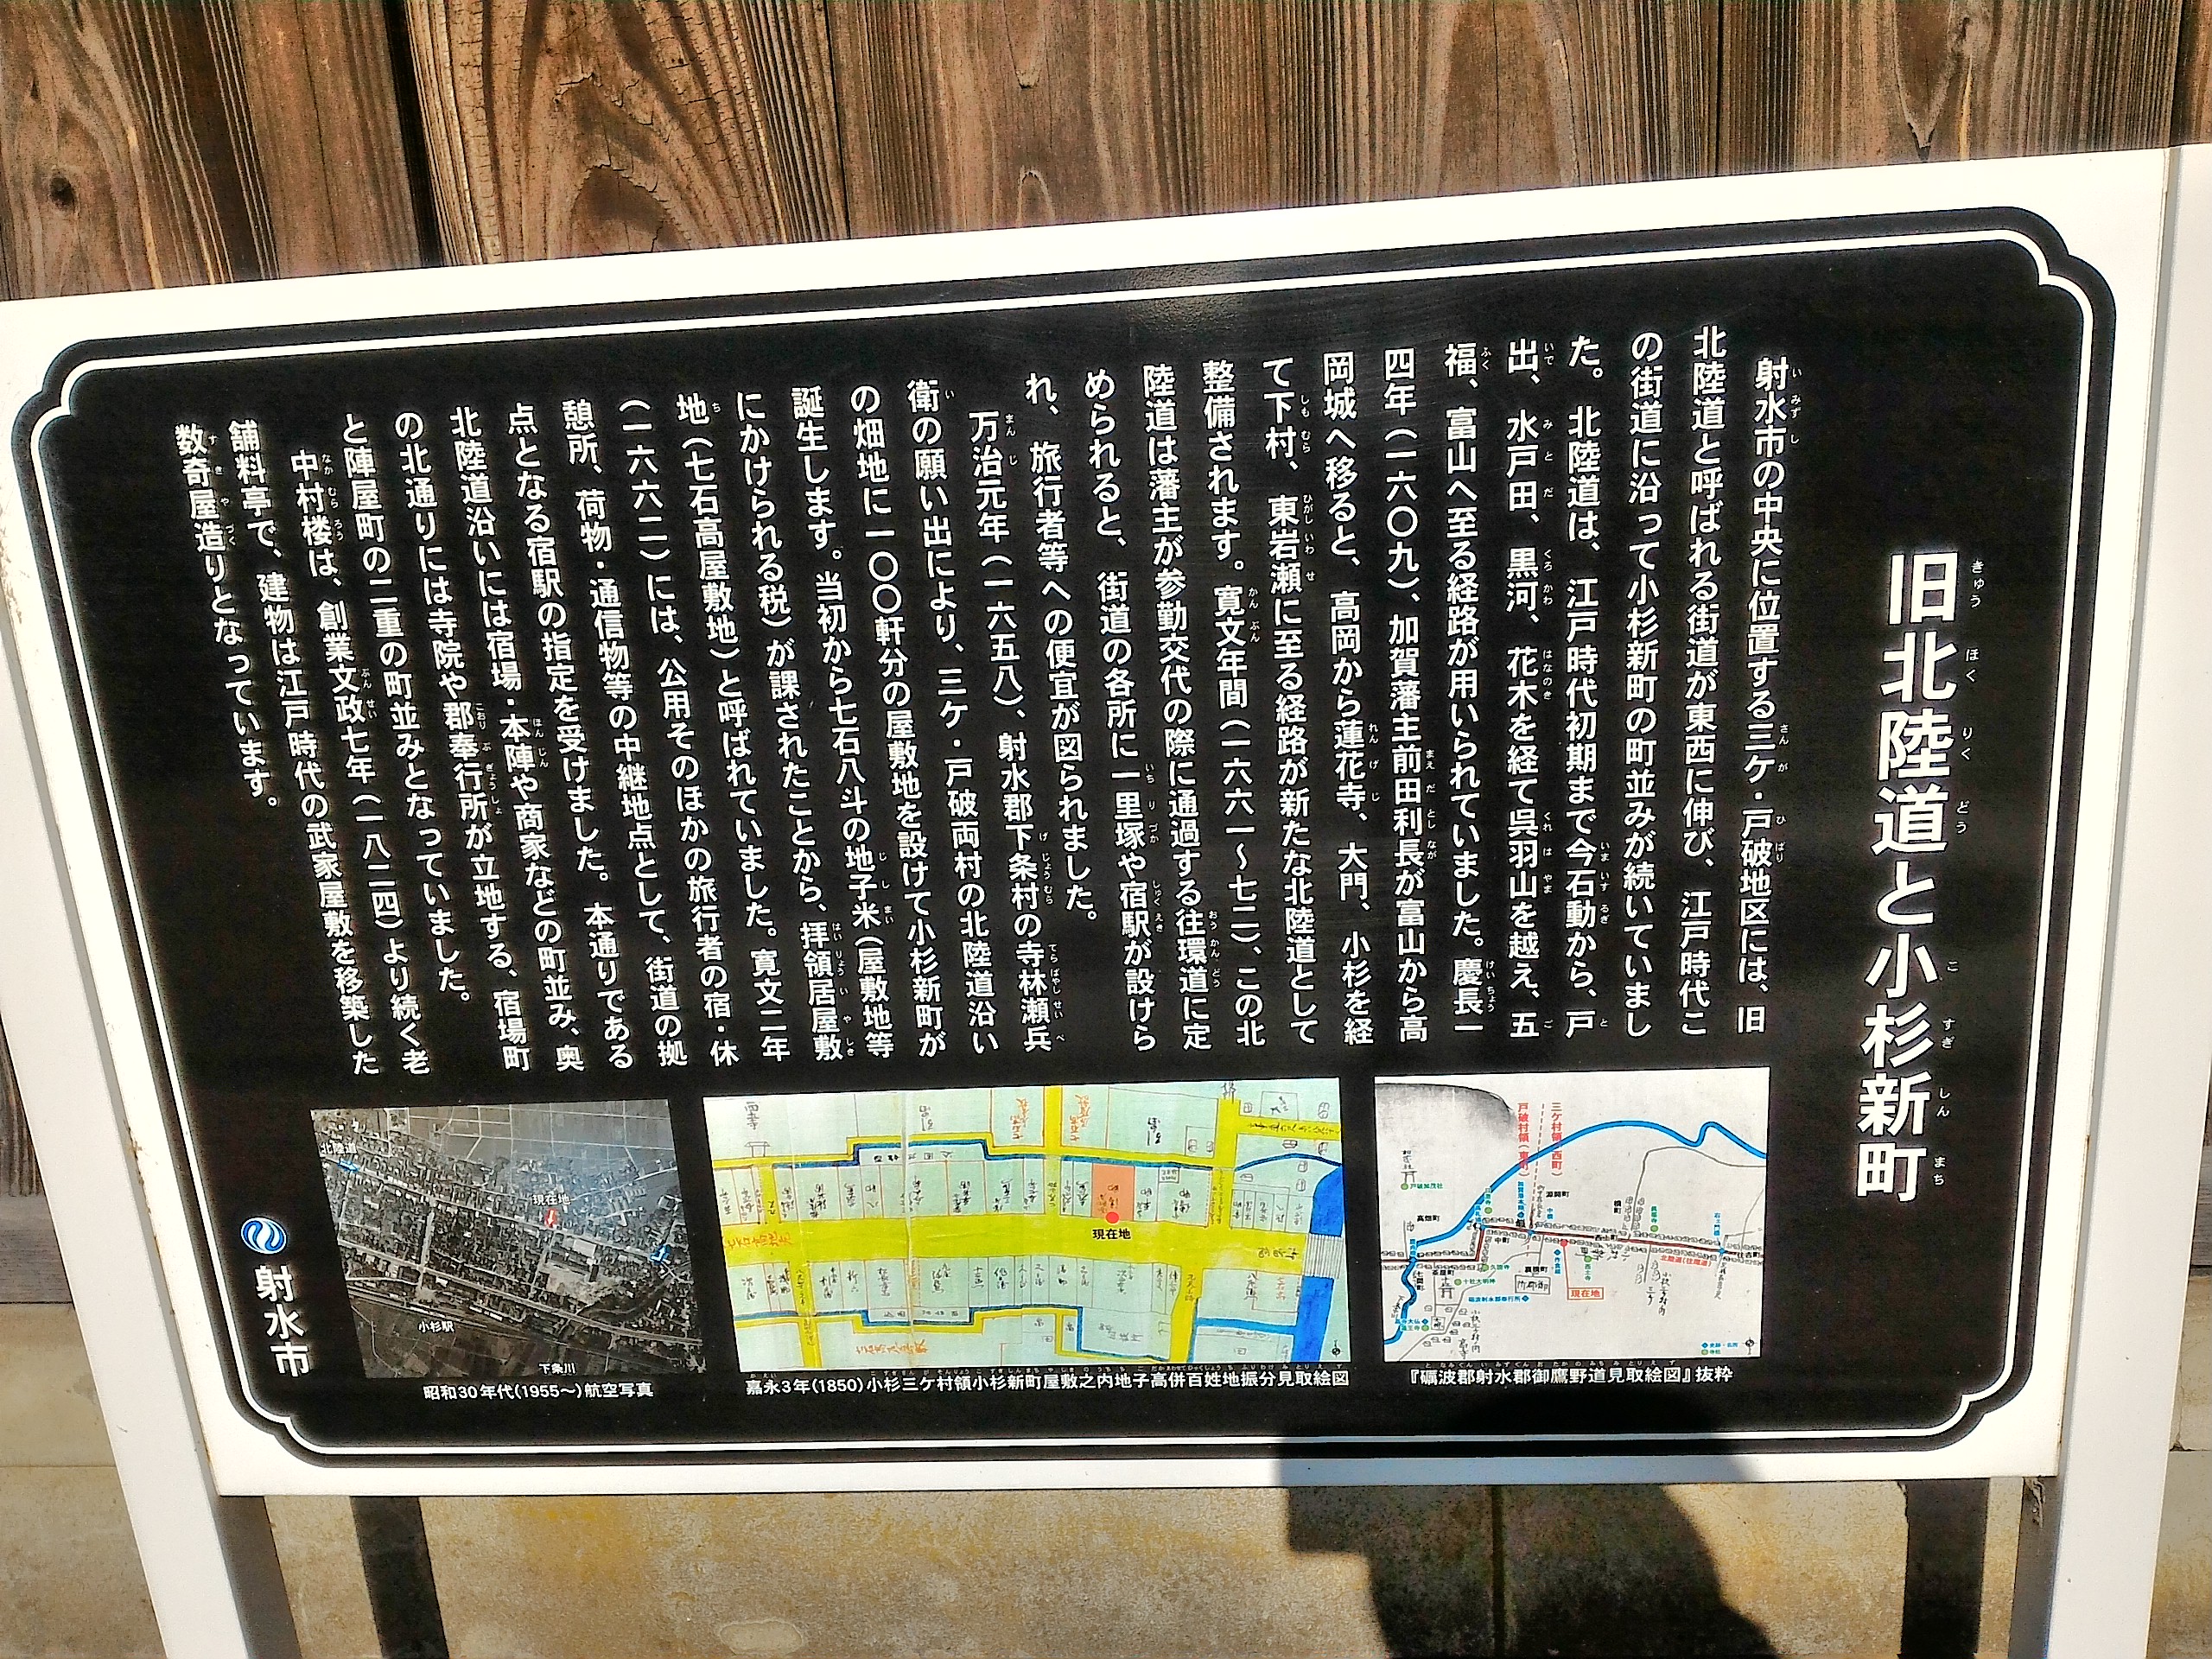 旧北陸道と小杉新町
射水市の中央に位置する三ケ・戸破地区には、旧
北陸道と呼ばれる街道が東西に伸び、江戸時代こ
の街道に沿って小杉新町の町並みが続いていまし
た。北陸道は、江戸時代初期まで今石動から、戸
出、水戸田、黒河、花木を経て呉羽山を越え、五
福、富山へ至る経路が用いられていました。慶長一
四年（一六〇九）、加賀藩主前田利長が富山から高
岡城へ移ると、高岡から蓮花寺、大門、小杉を経
て下村、東岩瀬に至る経路が新たな北陸道として
整備されます。寛文年間（一六六一～七二）、この北
陸道は藩主が参勤交代の際に通過する往環道に定
められると、街道の各所に一里塚や宿駅が設けら
れ、旅行者等への便宜が図られました。
万治元年（一六五八）、射水郡下条村の寺林瀬兵
衛の願い出により、三ケ・戸破両村の北陸道沿い
の畑地に一〇〇軒分の屋敷地を設けて小杉新町が
誕生します。当初から七石八斗の地子米（屋敷地等
にかけられる税）が課されたことから、拝領居屋敷
地（七石高屋敷地）と呼ばれていました。寛文二年
（一六六二）には、公用そのほかの旅行者の宿・休
憩所、荷物・通信物等の中継地点として、街道の拠
点となる宿駅の指定を受けました。本通りである
北陸道沿いには宿場・本陣や商家などの町並み、奥
の北通りには寺院や郡奉行所が立地する、宿場町
と陣屋町の二重の町並みとなっていました。
中村楼は、創業文政七年（一八二四）より続く老
舗料亭で、建物は江戸時代の武家屋敷を移築した
数奇屋造りとなっています。
三ケ村領（西町）
戸破村領（東町）
現在地
『礪波郡射水郡御鷹野道見取絵図』抜粋
現在地
嘉永3年(1850)小杉三ケ村領小杉新町屋敷之内地子高併百姓地振分見取絵図
北陸道
現在地
小杉駅
下条川
昭和30年代(1955～)航空写真
射水市